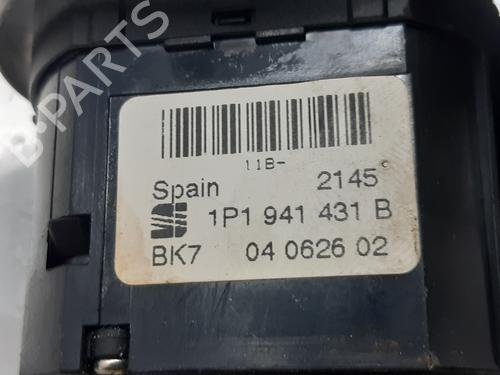 B-PARTS
11B-
Spain 2145
1P1 941 431 B
BK7 04 0626 02